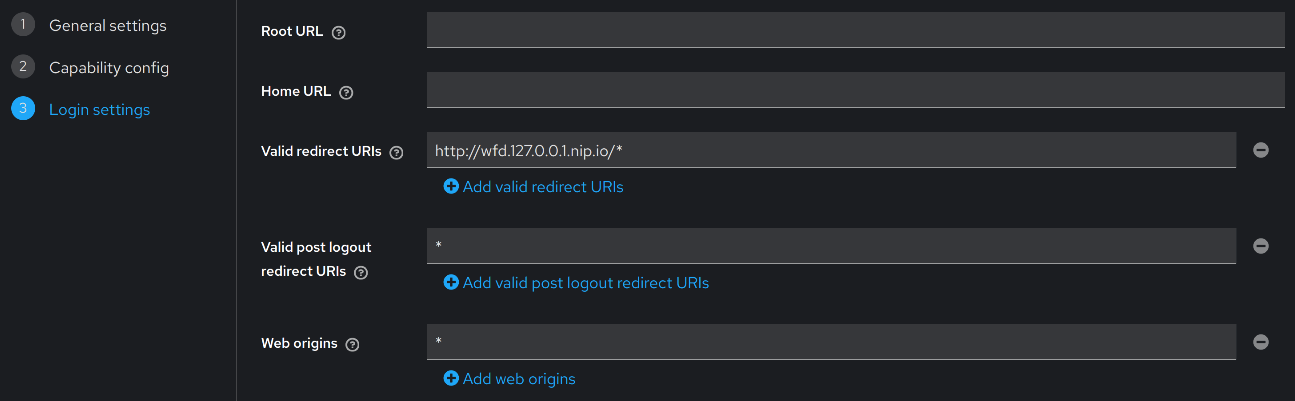 1 General settings
2 Capability config
3 Login settings
Root URL ?
Home URL ?
Valid redirect URIs ? http://wfd.127.0.0.1.nip.io/*
Add valid redirect URIs
Valid post logout
redirect URIs ? *
Add valid post logout redirect URIs
Web origins ? *
Add web origins